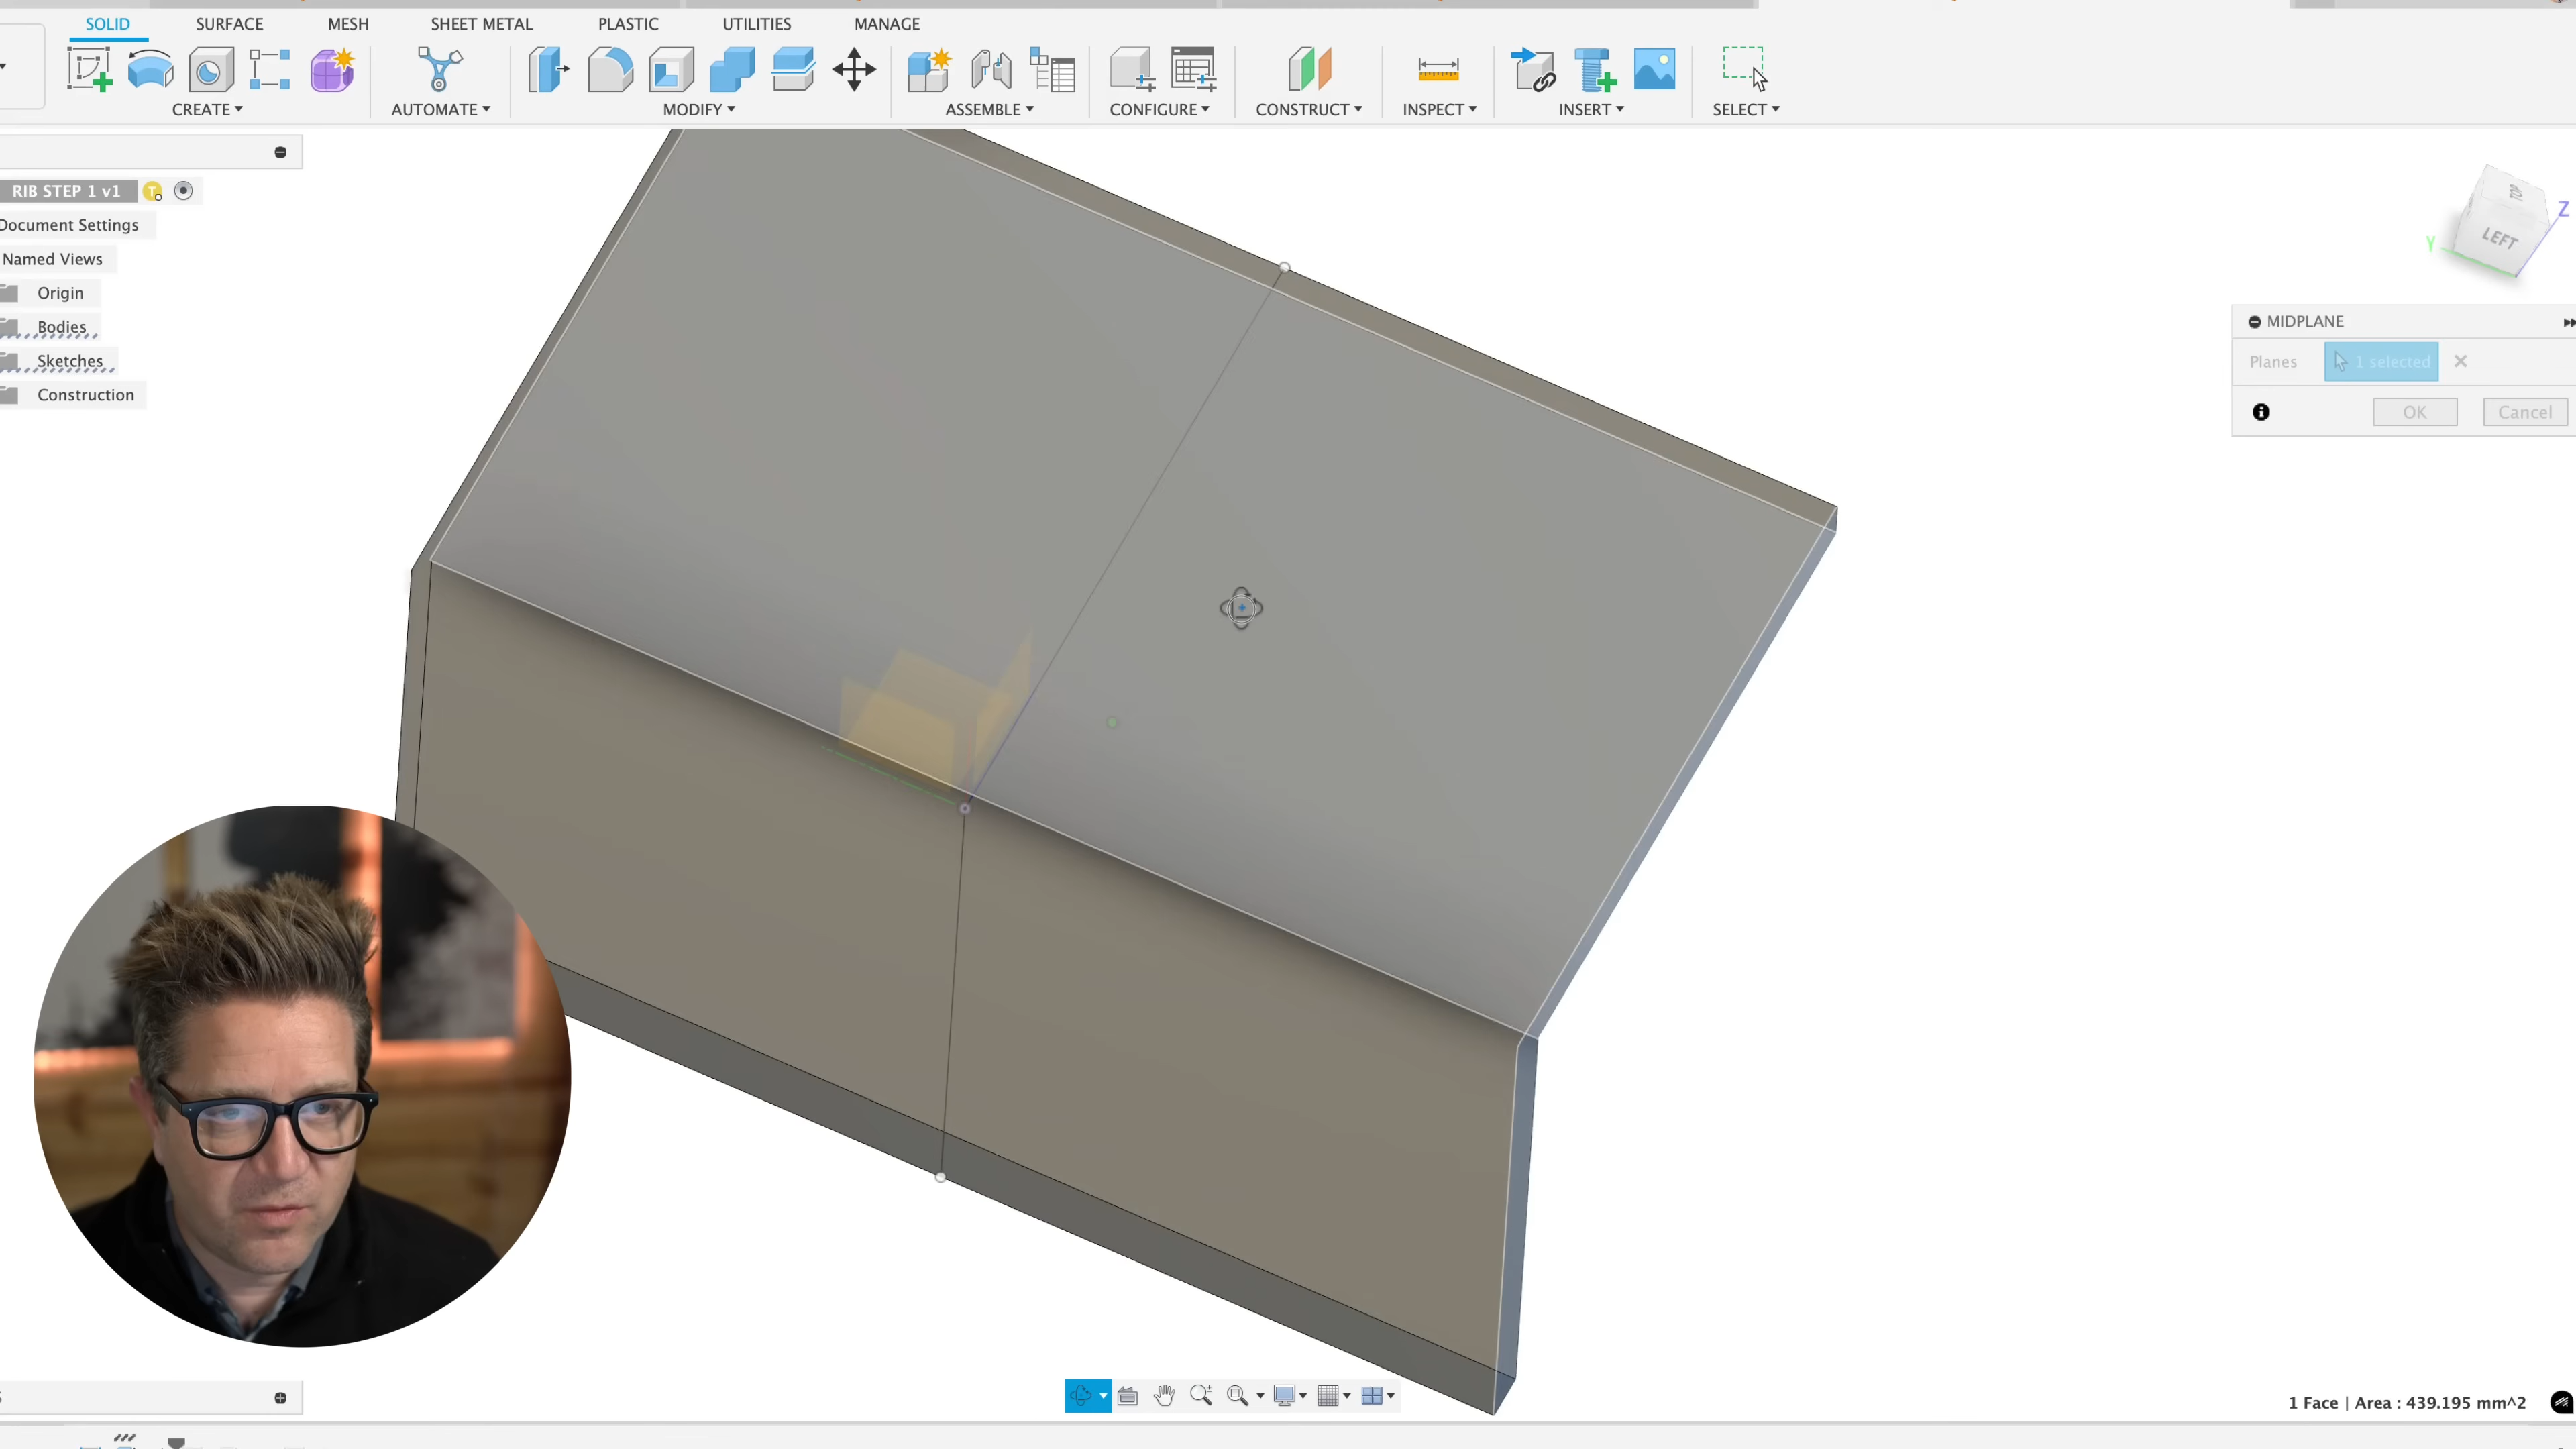 SOLID SURFACE MESH SHEET METAL PLASTIC UTILITIES MANAGE
CREATE AUTOMATE MODIFY ASSEMBLE CONFIGURE CONSTRUCT INSPECT INSERT SELECT
RIB STEP 1 v1
Document Settings
Named Views
Origin
Bodies
Sketches
Construction
TOP
LEFT
Z
Y
MIDPLANE
Planes 1 selected
OK Cancel
1 Face | Area : 439.195 mm^2